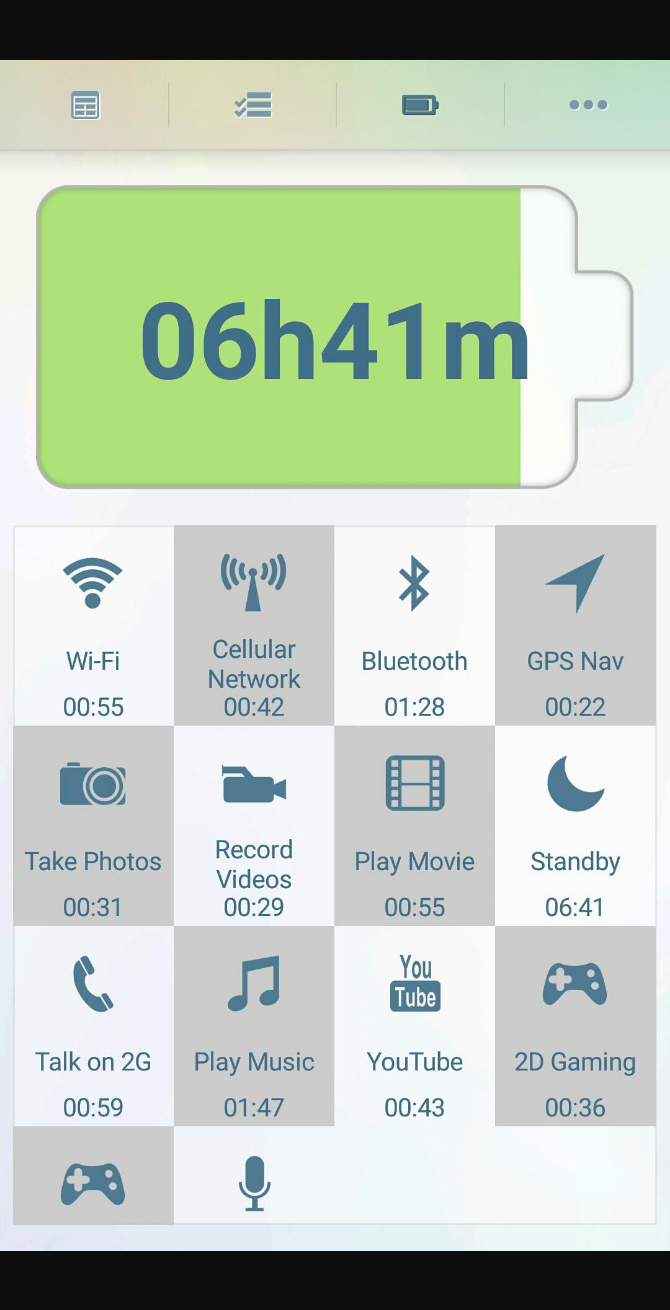 06h41m
Wi-Fi
00:55
Cellular
Network
00:42
Bluetooth
01:28
GPS Nav
00:22
Take Photos
00:31
Record
Videos
00:29
Play Movie
00:55
Standby
06:41
Talk on 2G
00:59
Play Music
01:47
You
Tube
YouTube
00:43
2D Gaming
00:36